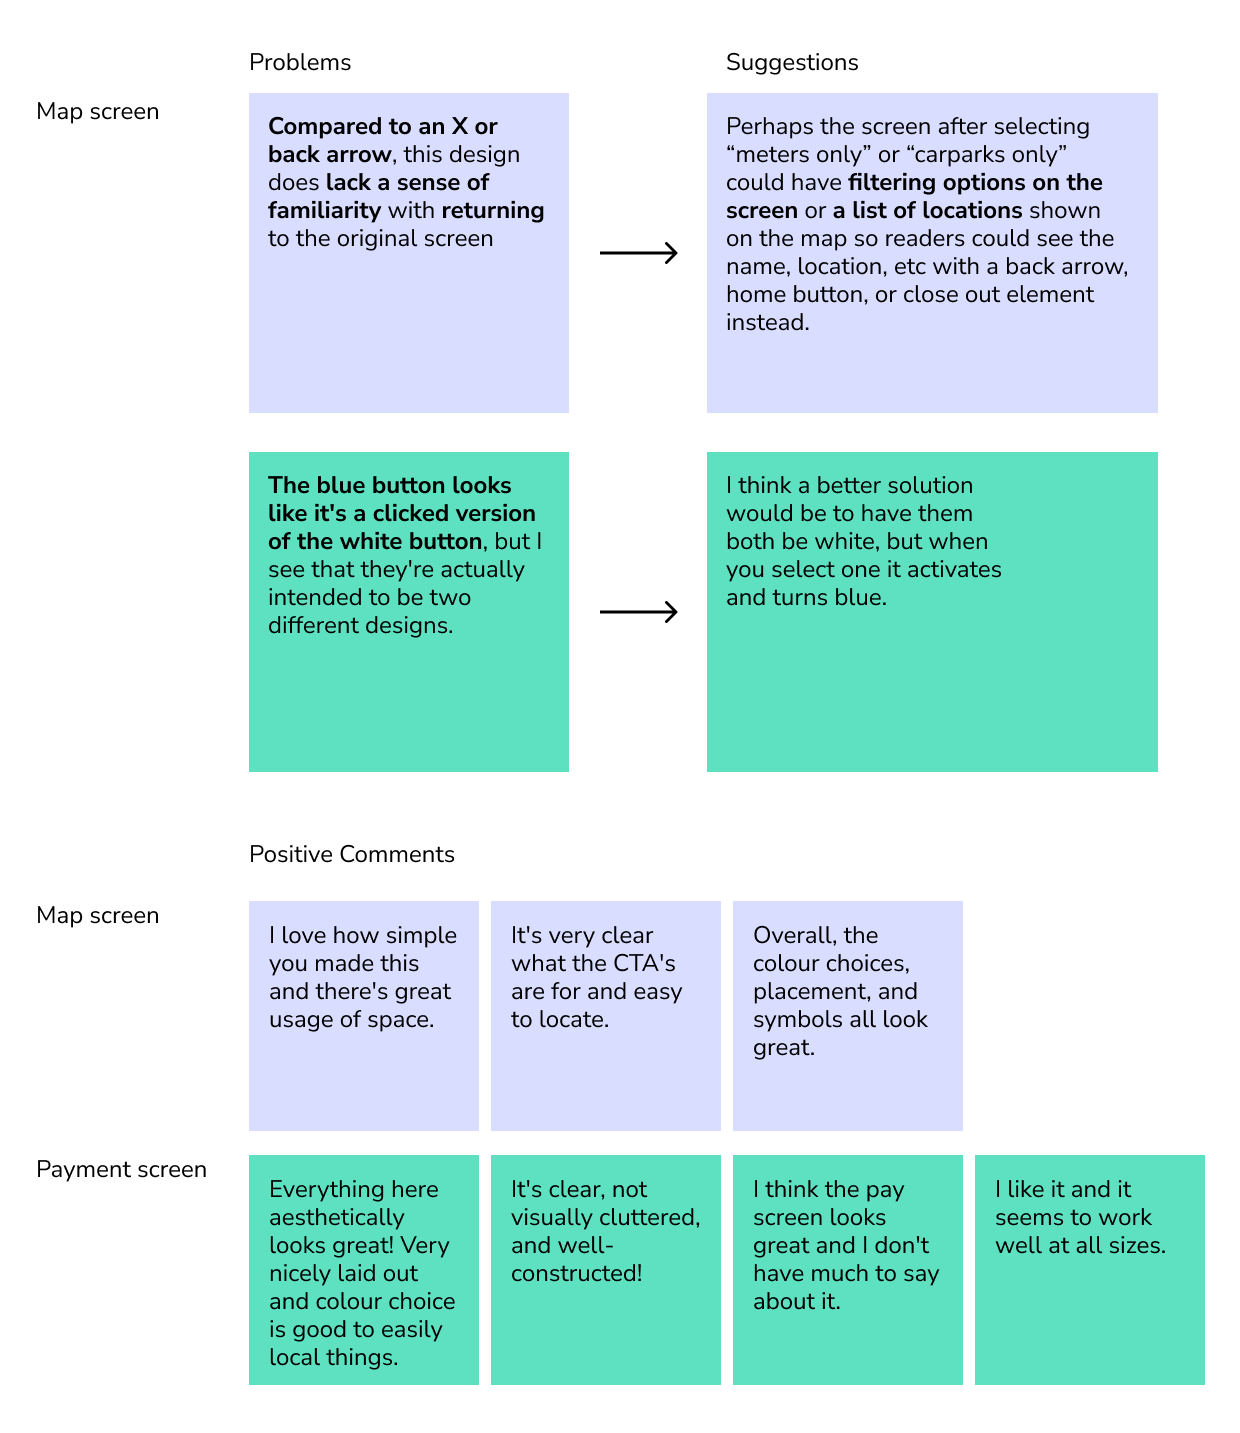 Problems
Suggestions
Map screen
Compared to an X or
back arrow, this design
does lack a sense of
familiarity with returning
to the original screen
Perhaps the screen after selecting
“meters only” or “carparks only”
could have filtering options on the
screen or a list of locations shown
on the map so readers could see the
name, location, etc with a back arrow,
home button, or close out element
instead.
The blue button looks
like it's a clicked version
of the white button, but I
see that they're actually
intended to be two
different designs.
I think a better solution
would be to have them
both be white, but when
you select one it activates
and turns blue.
Positive Comments
Map screen
I love how simple
you made this
and there's great
usage of space.
It's very clear
what the CTA's
are for and easy
to locate.
Overall, the
colour choices,
placement, and
symbols all look
great.
Payment screen
Everything here
aesthetically
looks great! Very
nicely laid out
and colour choice
is good to easily
local things.
It's clear, not
visually cluttered,
and well-
constructed!
I think the pay
screen looks
great and I don't
have much to say
about it.
I like it and it
seems to work
well at all sizes.